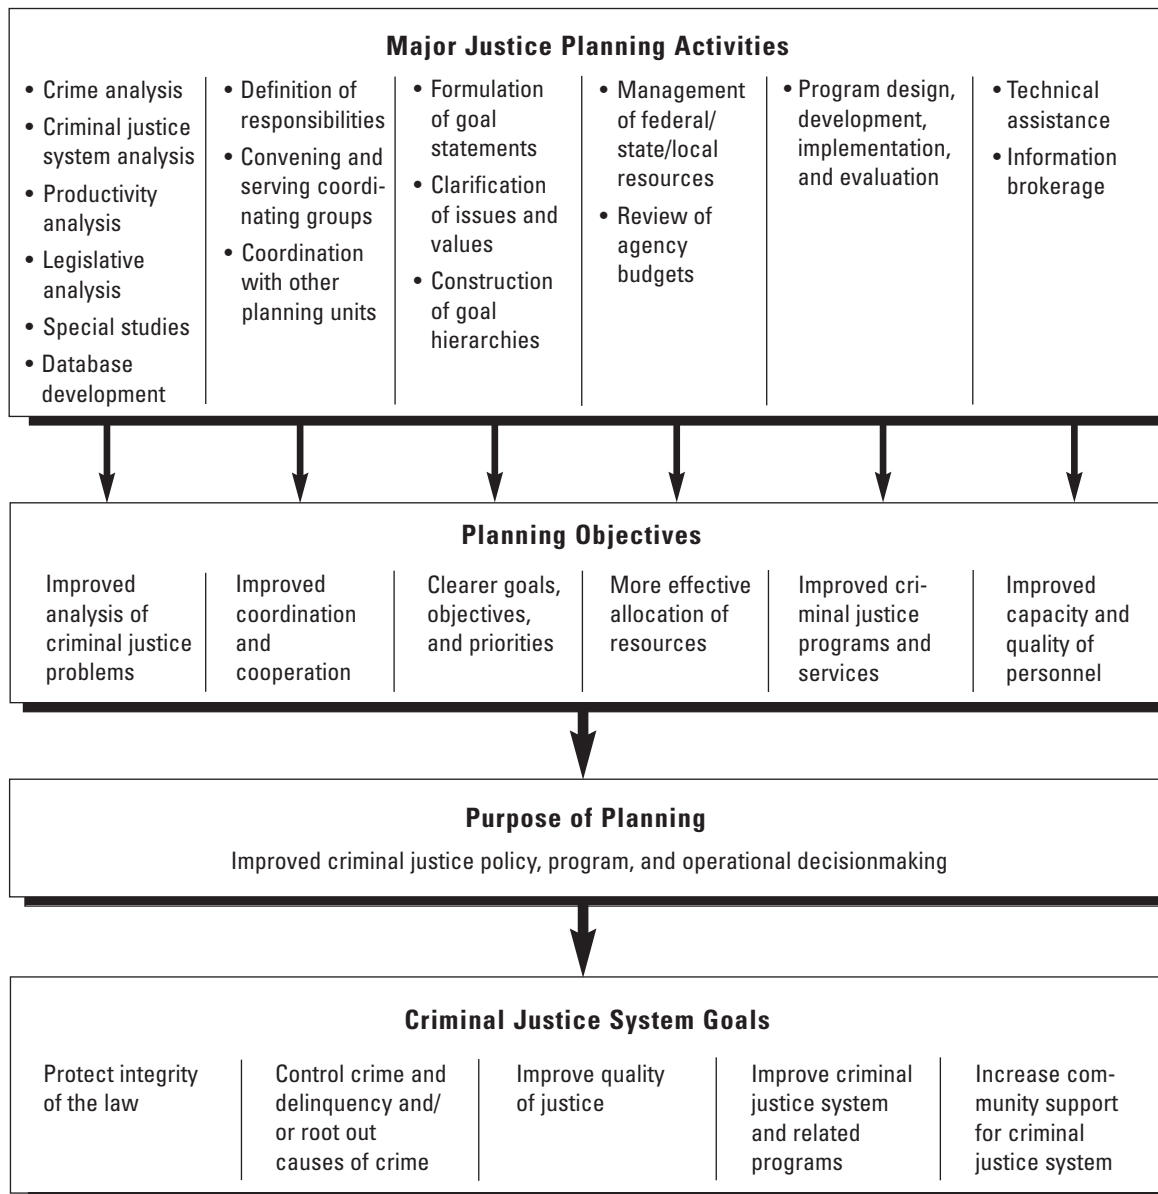 Major Justice Planning Activities
• Crime analysis
• Criminal justice
system analysis
• Productivity
analysis
• Legislative
analysis
• Special studies
• Database
development
• Definition of
responsibilities
• Convening and
serving coordi-
nating groups
• Coordination
with other
planning units
• Formulation
of goal
statements
• Clarification
of issues and
values
• Construction
of goal
hierarchies
• Management
of federal/
state/local
resources
• Review of
agency
budgets
• Program design,
development,
implementation,
and evaluation
• Technical
assistance
• Information
brokerage
Planning Objectives
Improved
analysis of
criminal justice
problems
Improved
coordination
and
cooperation
Clearer goals,
objectives,
and priorities
More effective
allocation of
resources
Improved cri-
minal justice
programs and
services
Improved
capacity and
quality of
personnel
Purpose of Planning
Improved criminal justice policy, program, and operational decisionmaking
Criminal Justice System Goals
Protect integrity
of the law
Control crime and
delinquency and/
or root out
causes of crime
Improve quality
of justice
Improve criminal
justice system
and related
programs
Increase com-
munity support
for criminal
justice system